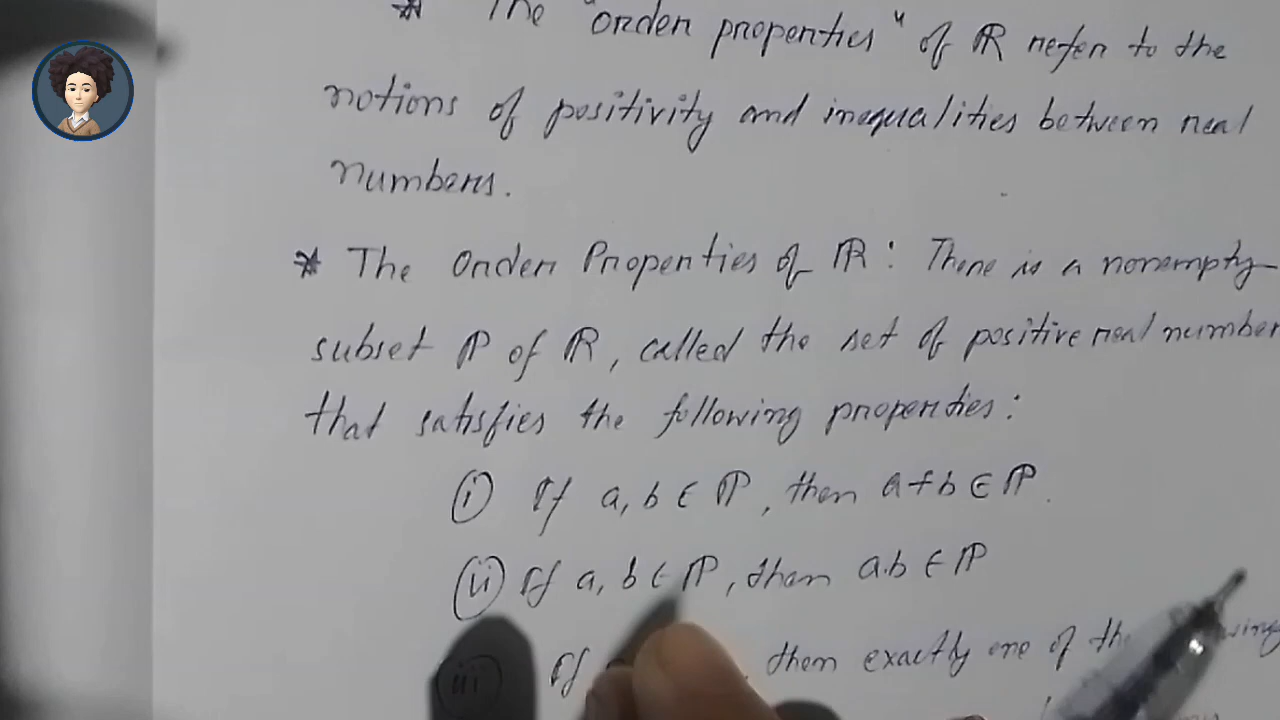 * The "order properties" of ℝ refer to the
notions of positivity and inequalities between real
numbers.
* The Order Properties of ℝ : There is a nonempty
subset ℙ of ℝ, called the set of positive real number
that satisfies the following properties :
(i) If a, b ∈ ℙ, then a+b ∈ ℙ.
(ii) If a, b ∈ ℙ, then a.b ∈ ℙ
(iii) If then exactly one of